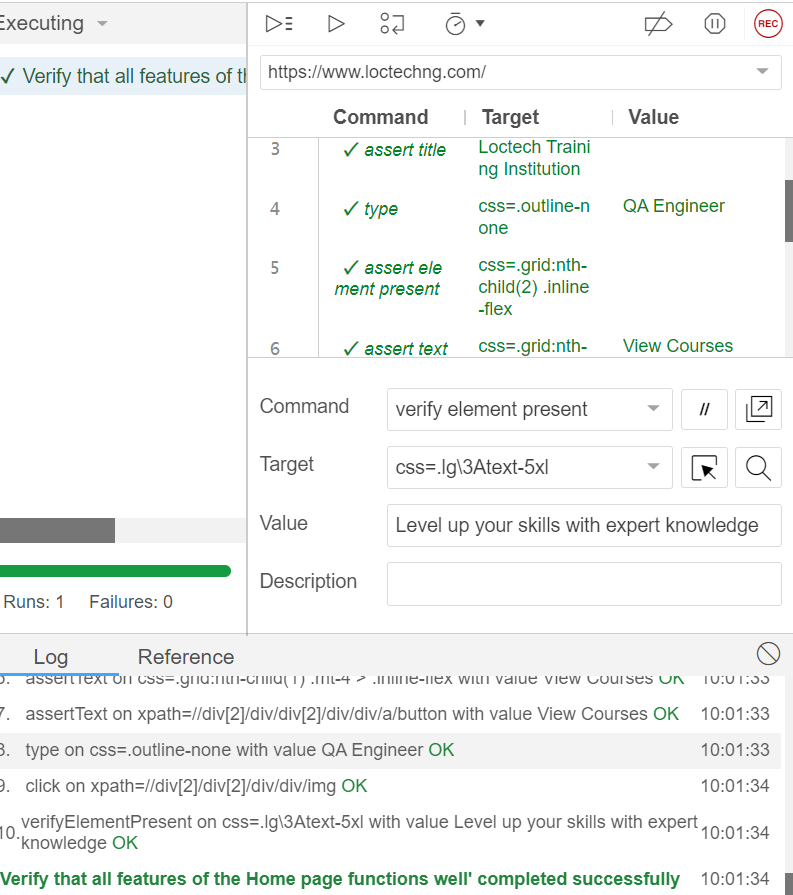 Executing
REC
✓ Verify that all features of th
https://www.loctechng.com/
Command Target Value
3 ✓ assert title Loctech Traini
ng Institution
4 ✓ type css=.outline-n QA Engineer
one
5 ✓ assert ele css=.grid:nth-
ment present child(2) .inline
-flex
6 ✓ assert text css=.grid:nth- View Courses
Command verify element present //
Target css=.lg\3Atext-5xl
Value Level up your skills with expert knowledge
Description
Runs: 1 Failures: 0
Log Reference
assertText on css=.grid:nth-child(1) .mt-4 > .inline-flex with value View Courses OK 10:01:33
7. assertText on xpath=//div[2]/div/div[2]/div/div/a/button with value View Courses OK 10:01:33
8. type on css=.outline-none with value QA Engineer OK 10:01:33
9. click on xpath=//div[2]/div[2]/div/div/img OK 10:01:34
10. verifyElementPresent on css=.lg\3Atext-5xl with value Level up your skills with expert 10:01:34
knowledge OK
Verify that all features of the Home page functions well' completed successfully 10:01:34